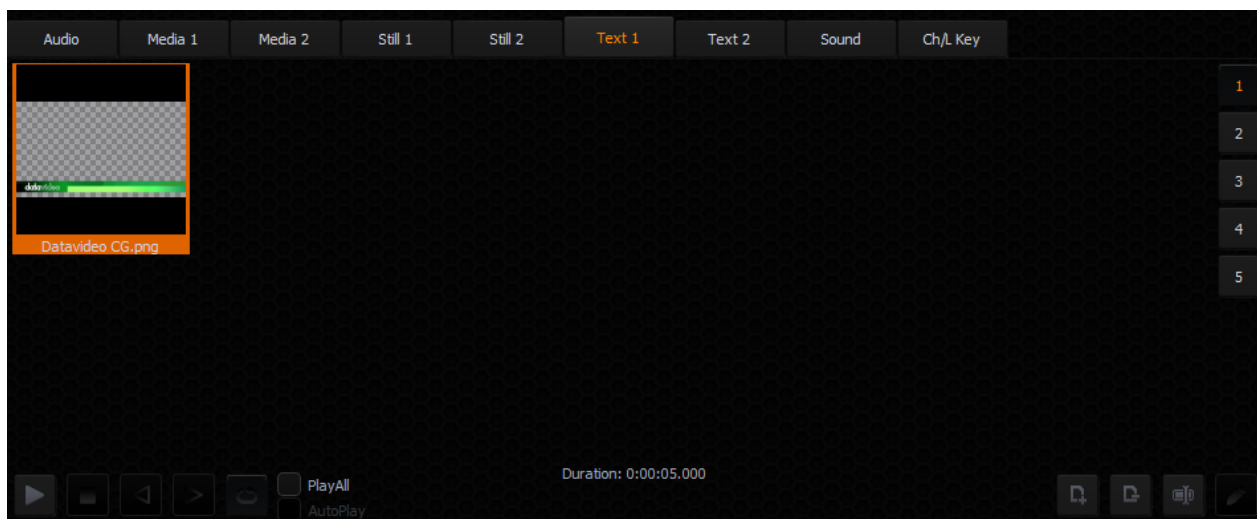 Audio Media 1 Media 2 Still 1 Still 2 Text 1 Text 2 Sound Ch/L Key
1
2
3
4
5
datavideo
Datavideo CG.png
Duration: 0:00:05.000
PlayAll
AutoPlay